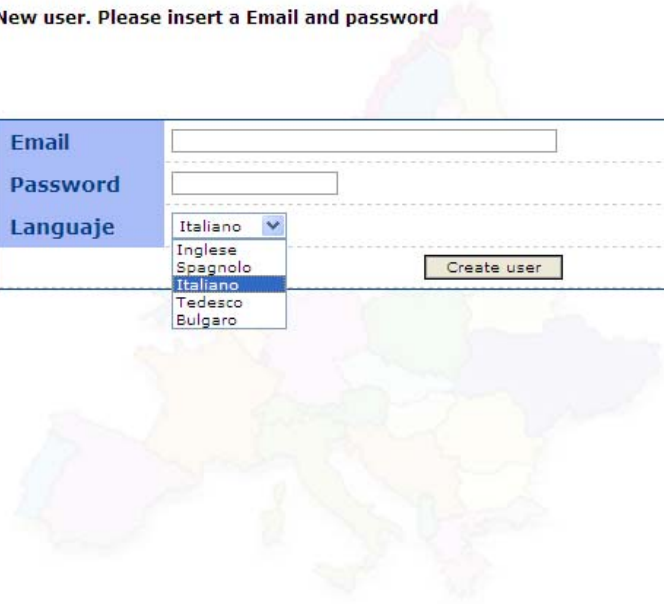 New user. Please insert a Email and password
Email
Password
Languaje
Italiano
Inglese
Spagnolo
Italiano
Tedesco
Bulgaro
Create user